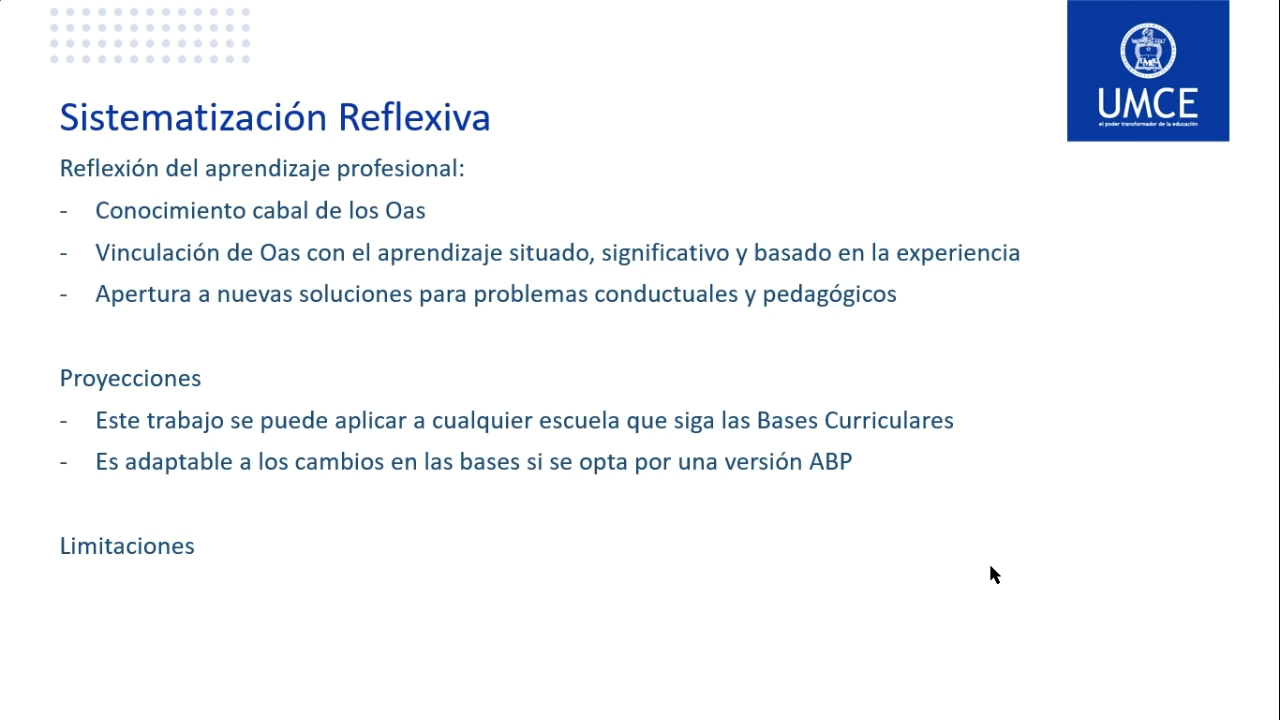 UMCE
el poder transformador de la educación
Sistematización Reflexiva
Reflexión del aprendizaje profesional:
- Conocimiento cabal de los Oas
- Vinculación de Oas con el aprendizaje situado, significativo y basado en la experiencia
- Apertura a nuevas soluciones para problemas conductuales y pedagógicos
Proyecciones
- Este trabajo se puede aplicar a cualquier escuela que siga las Bases Curriculares
- Es adaptable a los cambios en las bases si se opta por una versión ABP
Limitaciones